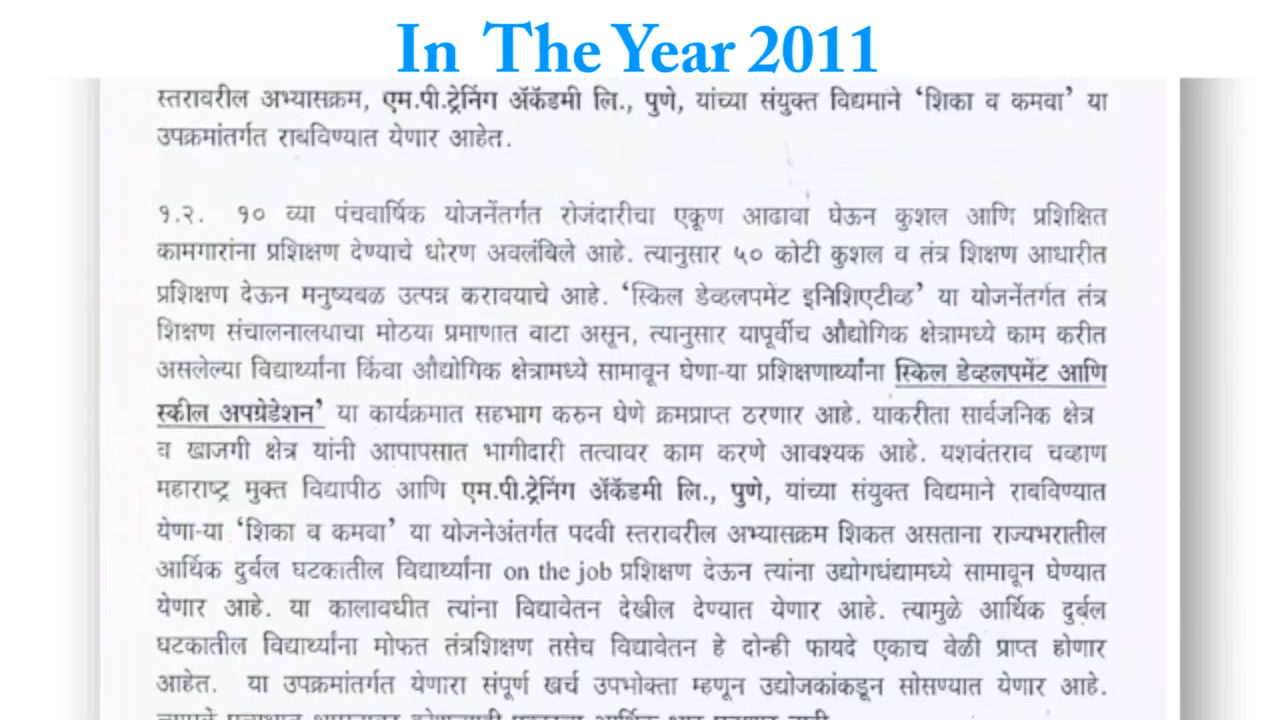 In The Year 2011
स्तरावरील अभ्यासक्रम, एम.पी.ट्रेनिंग ॲकॅडमी लि., पुणे, यांच्या संयुक्त विद्यमाने ‘शिका व कमवा’ या
उपक्रमांतर्गत राबविण्यात येणार आहेत.
१.२. १० व्या पंचवार्षिक योजनेंतर्गत रोजंदारीचा एकूण आढावा घेऊन कुशल आणि प्रशिक्षित
कामगारांना प्रशिक्षण देण्याचे धोरण अवलंबिले आहे. त्यानुसार ५० कोटी कुशल व तंत्र शिक्षण आधारीत
प्रशिक्षण देऊन मनुष्यबळ उत्पन्न करावयाचे आहे. ‘स्किल डेव्हलपमेंट इनिशिएटीव्ह’ या योजनेंतर्गत तंत्र
शिक्षण संचालनालयाचा मोठया प्रमाणात वाटा असून, त्यानुसार यापूर्वीच औद्योगिक क्षेत्रामध्ये काम करीत
असलेल्या विद्यार्थ्यांना किंवा औद्योगिक क्षेत्रामध्ये सामावून घेणा-या प्रशिक्षणार्थ्यांना स्किल डेव्हलपमेंट आणि
स्कील अपग्रेडेशन’ या कार्यक्रमात सहभाग करुन घेणे क्रमप्राप्त ठरणार आहे. याकरीता सार्वजनिक क्षेत्र
व खाजगी क्षेत्र यांनी आपापसात भागीदारी तत्वावर काम करणे आवश्यक आहे. यशवंतराव चव्हाण
महाराष्ट्र मुक्त विद्यापीठ आणि एम.पी.ट्रेनिंग ॲकॅडमी लि., पुणे, यांच्या संयुक्त विद्यमाने राबविण्यात
येणा-या ‘शिका व कमवा’ या योजनेअंतर्गत पदवी स्तरावरील अभ्यासक्रम शिकत असताना राज्यभरातील
आर्थिक दुर्बल घटकातील विद्यार्थ्यांना on the job प्रशिक्षण देऊन त्यांना उद्योगधंद्यामध्ये सामावून घेण्यात
येणार आहे. या कालावधीत त्यांना विद्यावेतन देखील देण्यात येणार आहे. त्यामुळे आर्थिक दुर्बल
घटकातील विद्यार्थ्यांना मोफत तंत्रशिक्षण तसेच विद्यावेतन हे दोन्ही फायदे एकाच वेळी प्राप्त होणार
आहेत. या उपक्रमांतर्गत येणारा संपूर्ण खर्च उपभोक्ता म्हणून उद्योजकांकडून सोसण्यात येणार आहे.